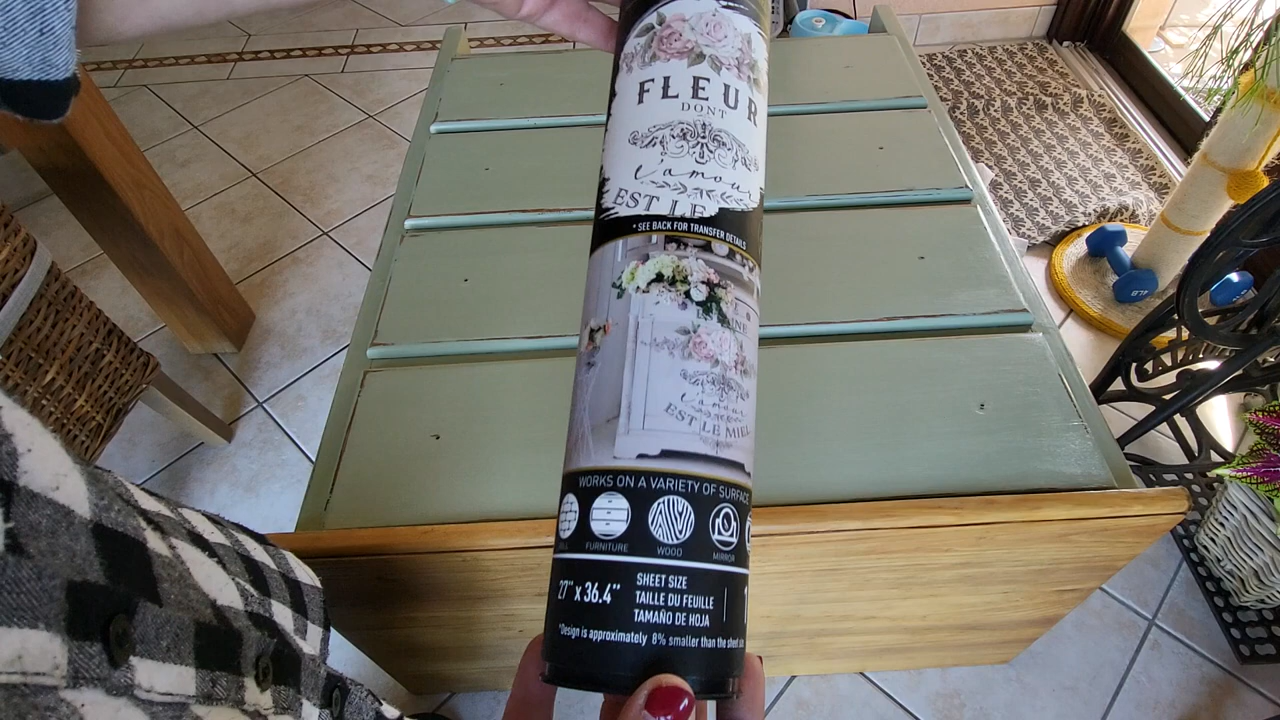 FLEUR
DONT
l'amour
EST LE
* SEE BACK FOR TRANSFER DETAILS
l'amour
EST LE MIEL
WORKS ON A VARIETY OF SURFACE
FURNITURE
WOOD
MIRROR
27" x 36.4"
SHEET SIZE
TAILLE DU FEUILLE
TAMAÑO DE HOJA
*Design is approximately 8% smaller than the sheet